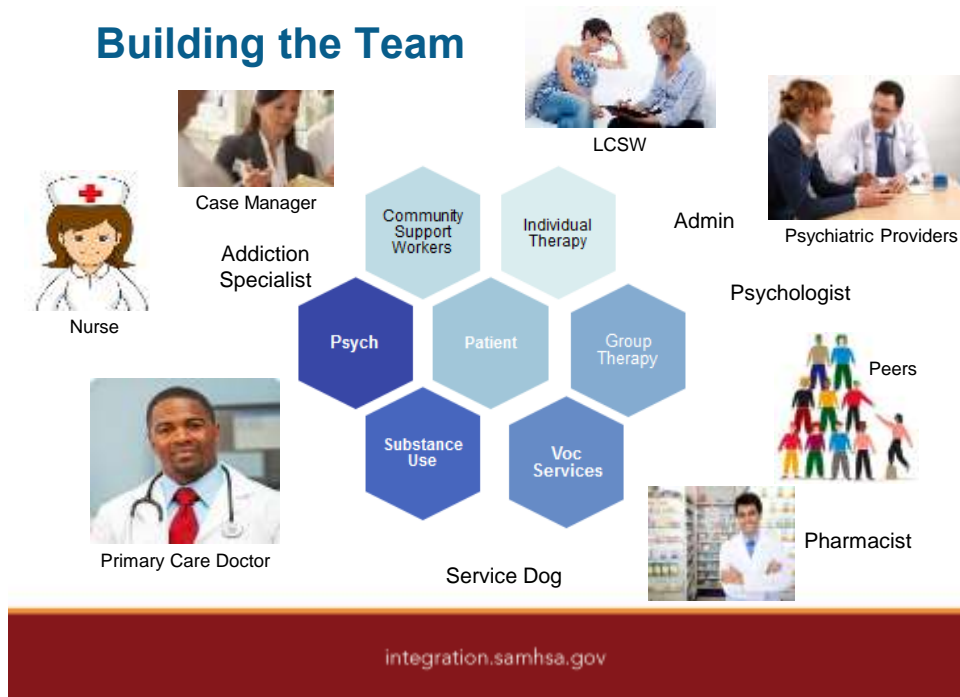 Building the Team
LCSW
Case Manager
Community
Support
Workers
Individual
Therapy
Admin
Psychiatric Providers
Addiction
Specialist
Nurse
Psych
Patient
Group
Therapy
Psychologist
Peers
Substance
Use
Voc
Services
Primary Care Doctor
Service Dog
Pharmacist
integration.samhsa.gov